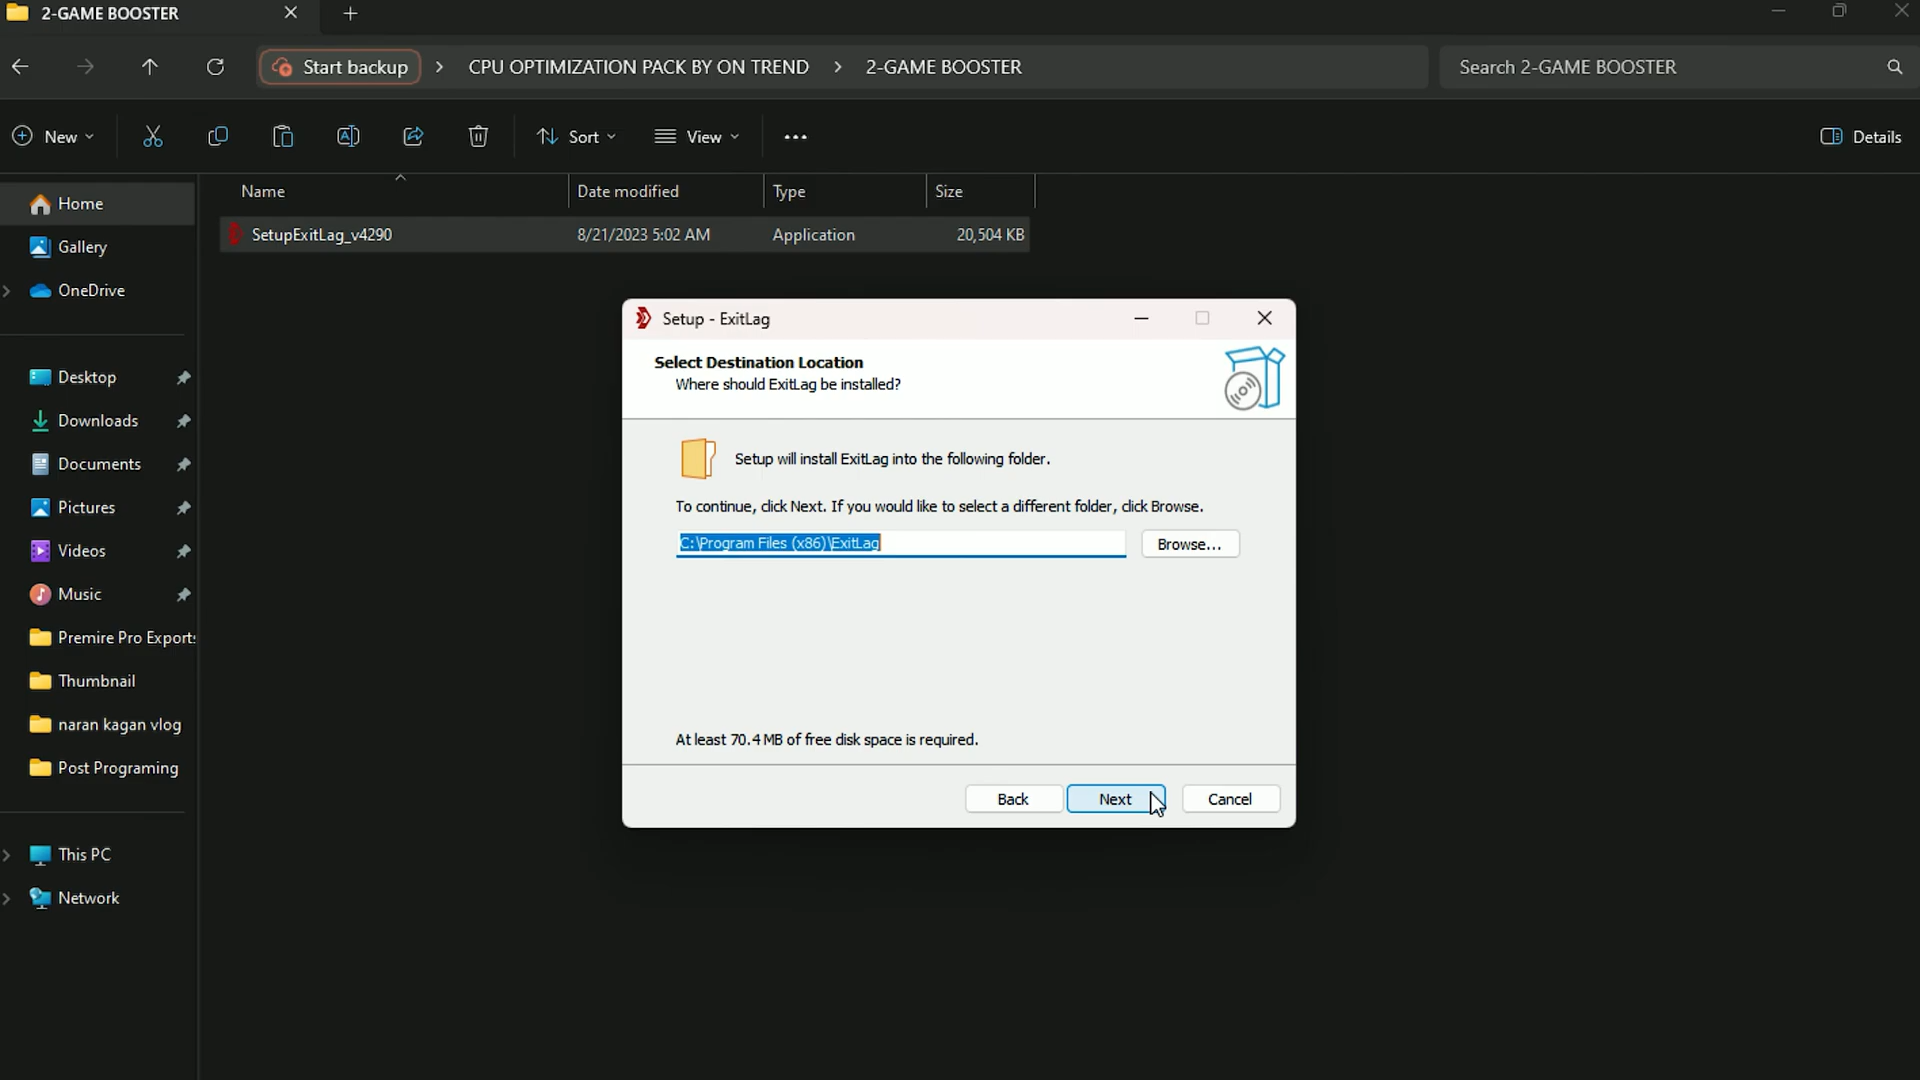 2-GAME BOOSTER
Start backup
CPU OPTIMIZATION PACK BY ON TREND
2-GAME BOOSTER
Search 2-GAME BOOSTER
New
Sort
View
Details
Name
Date modified
Type
Size
SetupExitLag_v4290
8/21/2023 5:02 AM
Application
20,504 KB
Home
Gallery
OneDrive
Desktop
Downloads
Documents
Pictures
Videos
Music
Premire Pro Exports
Thumbnail
naran kagan vlog
Post Programing
This PC
Network
Setup - ExitLag
Select Destination Location
Where should ExitLag be installed?
Setup will install ExitLag into the following folder.
To continue, click Next. If you would like to select a different folder, click Browse.
C:\Program Files (x86)\ExitLag
Browse...
At least 70.4 MB of free disk space is required.
Back
Next
Cancel